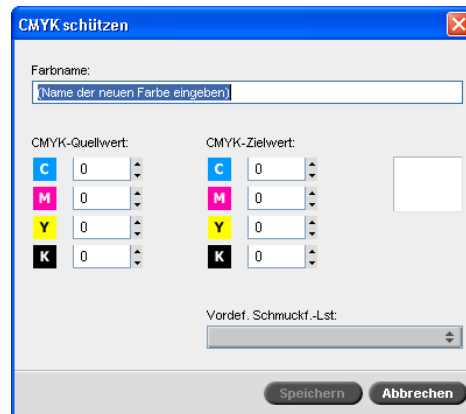 CMYK schützen
Farbname:
(Name der neuen Farbe eingeben)
CMYK-Quellwert: CMYK-Zielwert:
C 0 C 0
M 0 M 0
Y 0 Y 0
K 0 K 0
Vordef. Schmuckf.-Lst:
Speichern Abbrechen